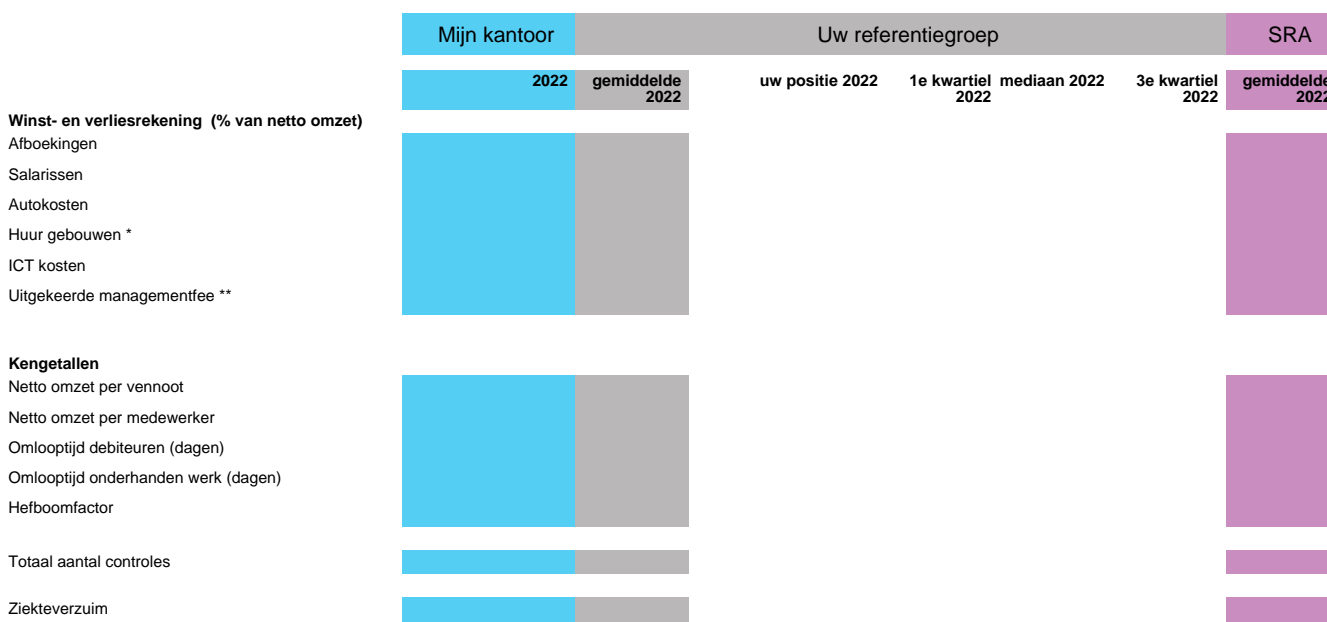 Mijn kantoor Uw referentiegroep SRA
2022 gemiddelde 2022 uw positie 2022 1e kwartiel 2022 mediaan 2022 3e kwartiel 2022 gemiddelde 2022
Winst- en verliesrekening (% van netto omzet)
Afboekingen
Salarissen
Autokosten
Huur gebouwen *
ICT kosten
Uitgekeerde managementfee **
Kengetallen
Netto omzet per vennoot
Netto omzet per medewerker
Omlooptijd debiteuren (dagen)
Omlooptijd onderhanden werk (dagen)
Hefboomfactor
Totaal aantal controles
Ziekteverzuim